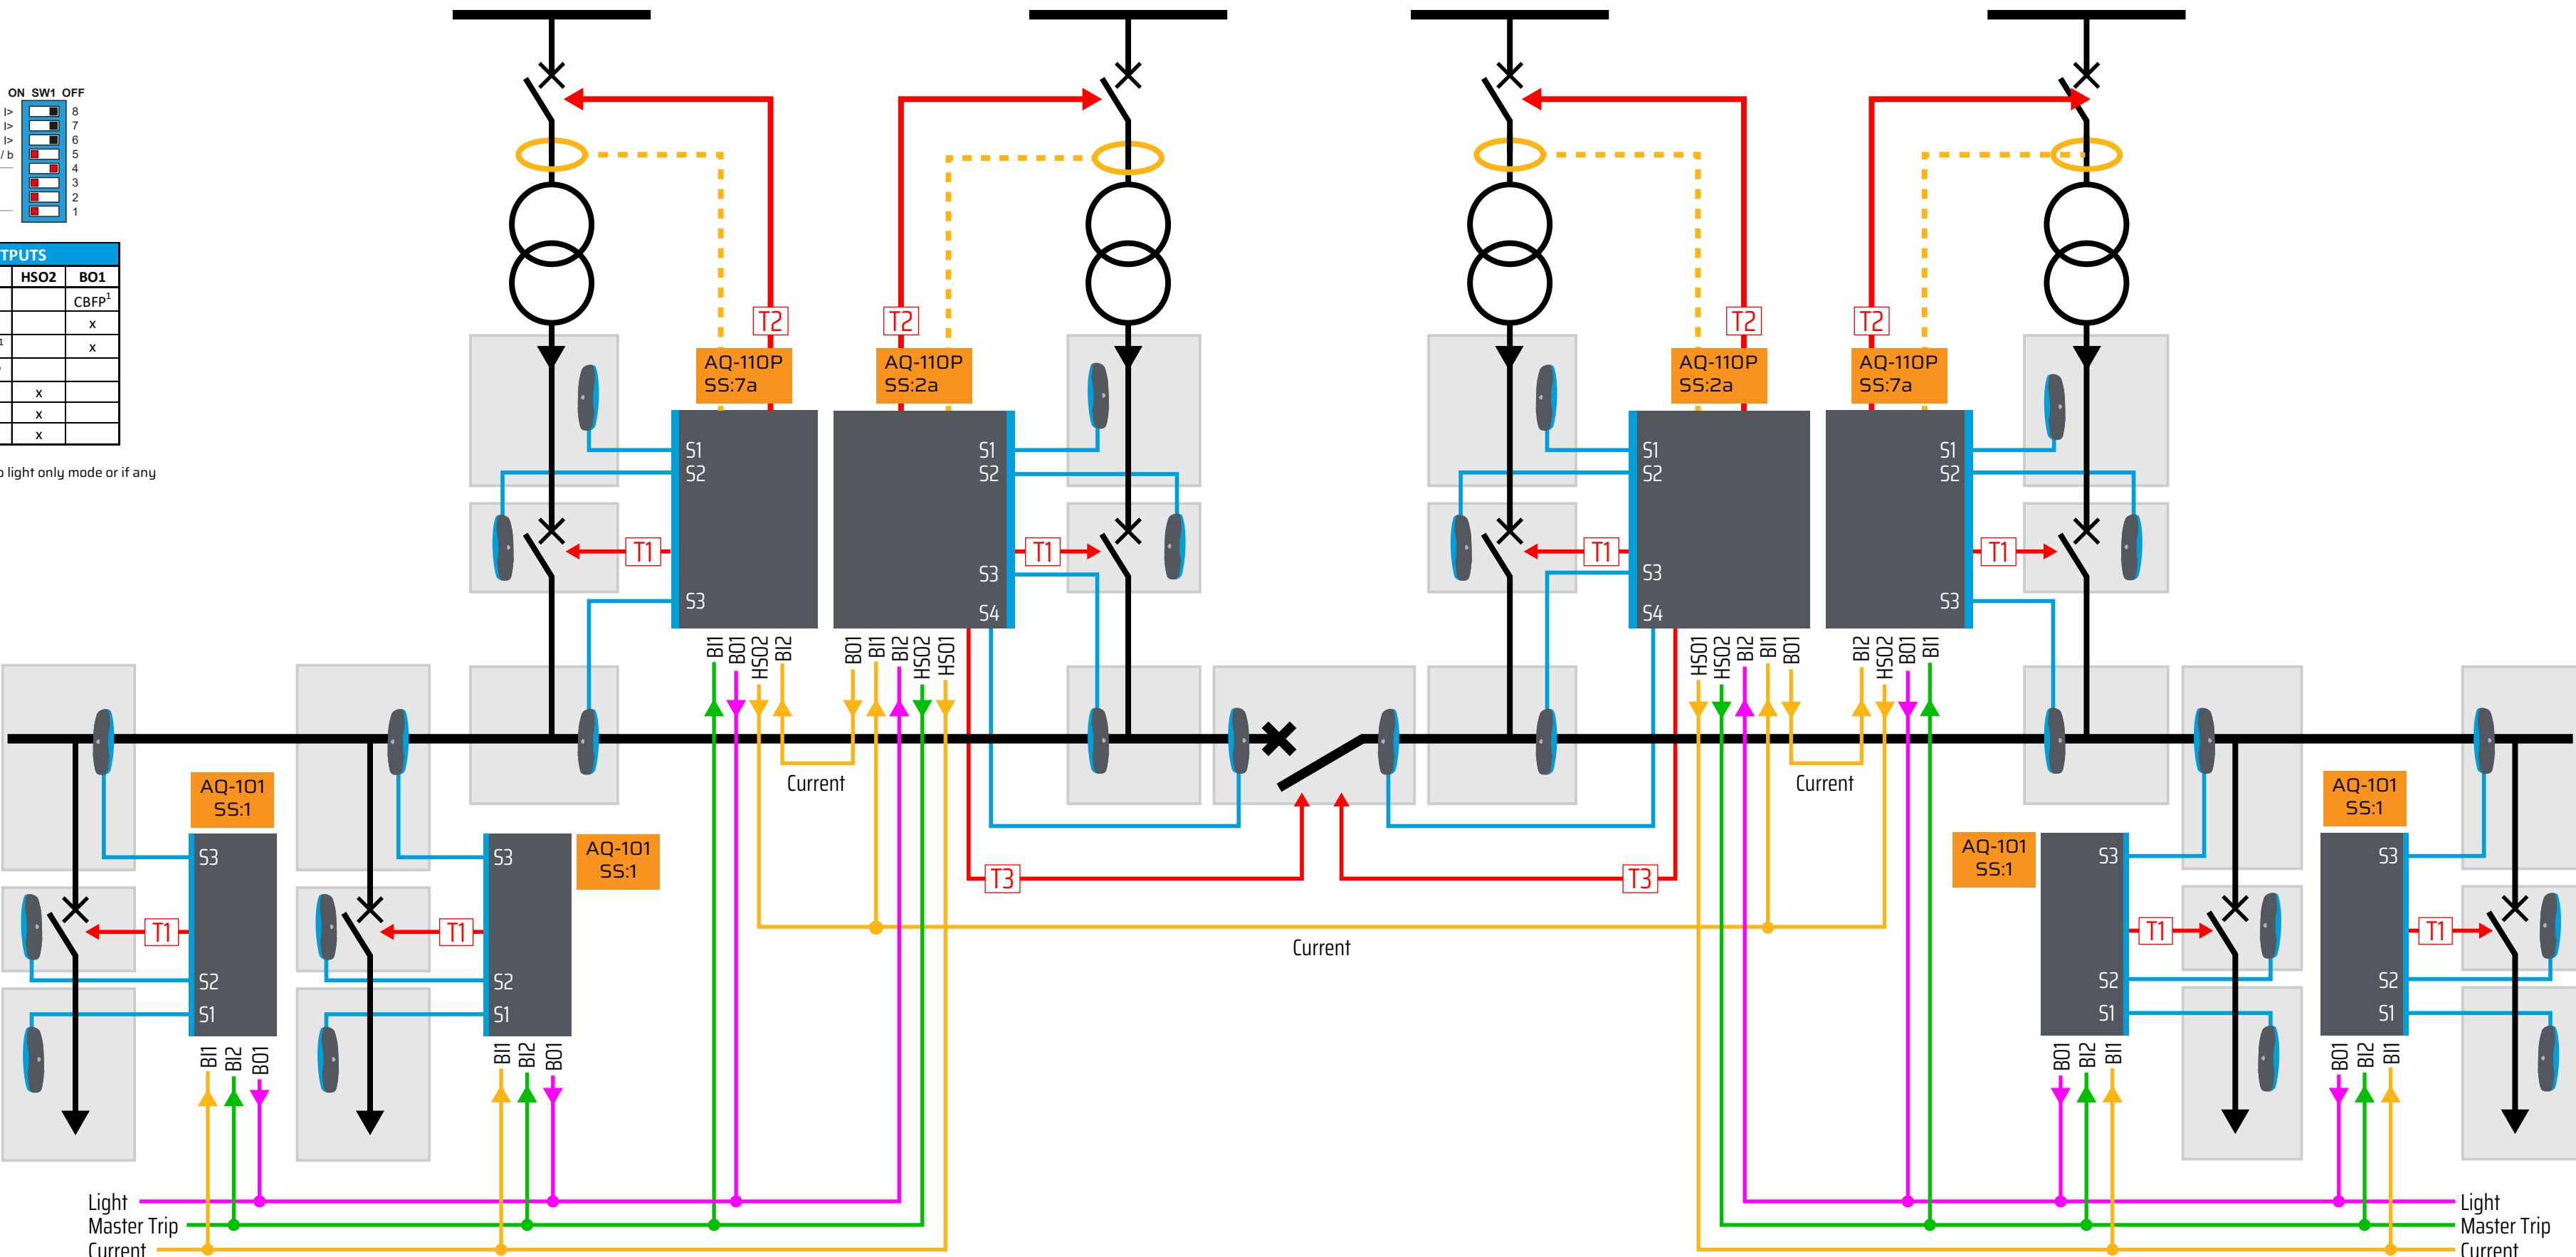 ON SW1 OFF
I> 8
I> 7
I> 6
/ b 5
4
3
2
1
TPUTS
HSO2 BO1
CBFP1
x
1 x
x
x
x
o light only mode or if any
T2
T2
T2
T2
AQ-110P
SS:7a
AQ-110P
SS:2a
AQ-110P
SS:2a
AQ-110P
SS:7a
S1
S2
T1
S3
S1
S2
T1
S3
S4
S1
S2
T1
S3
S4
S1
S2
T1
S3
BI1 BO1 HSO2 BI2
BO1 BI1 BI2 HSO2 HSO1
HSO1 HSO2 BI2 BI1 BO1
BI2 HSO2 BO1 BI1
Current
Current
AQ-101
SS:1
AQ-101
SS:1
AQ-101
SS:1
AQ-101
SS:1
T3
T3
Current
S3
T1
S2
S1
S3
T1
S2
S1
S3
T1
S2
S1
S3
T1
S2
S1
BI1 BI2 BO1
BI1 BI2 BO1
BO1 BI2 BI1
BO1 BI2 BI1
Light
Master Trip
Current
Light
Master Trip
Current